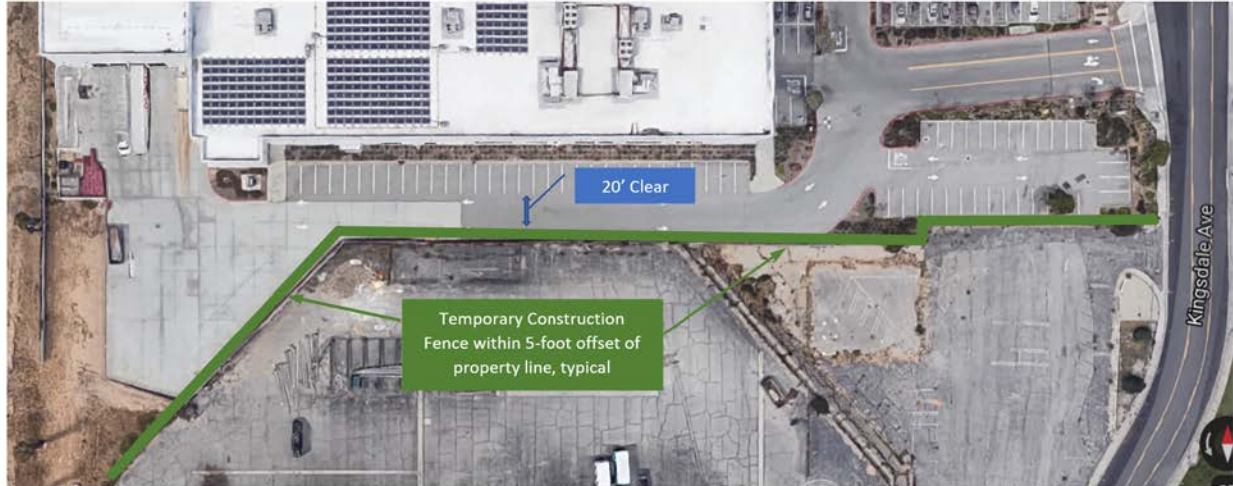 20' Clear
Temporary Construction
Fence within 5-foot offset of
property line, typical
Kingsdale Ave